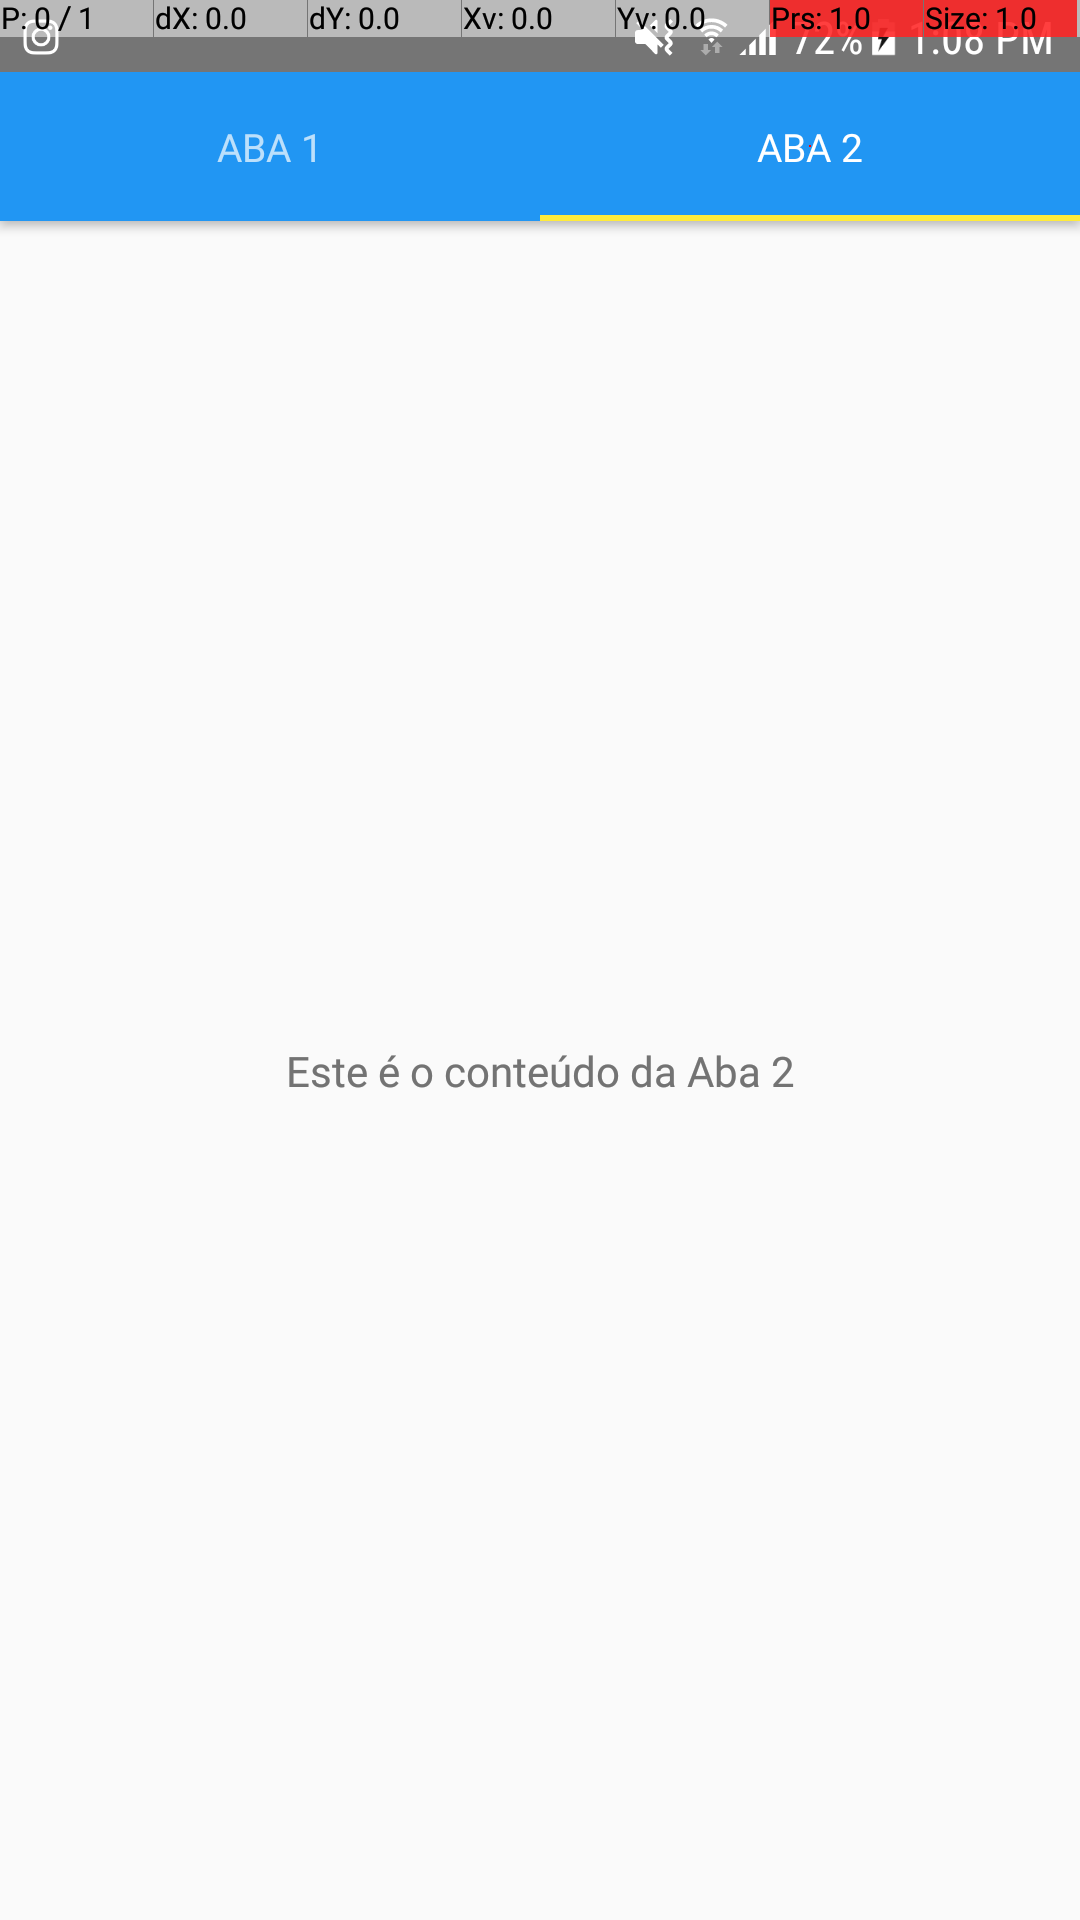 P: 0 / 1 dX: 0.0 dY: 0.0 Xv: 0.0 Yv: 0.0 Prs: 1.0 Size: 1.0
72% 1:08 PM
ABA 1 ABA 2
Este é o conteúdo da Aba 2